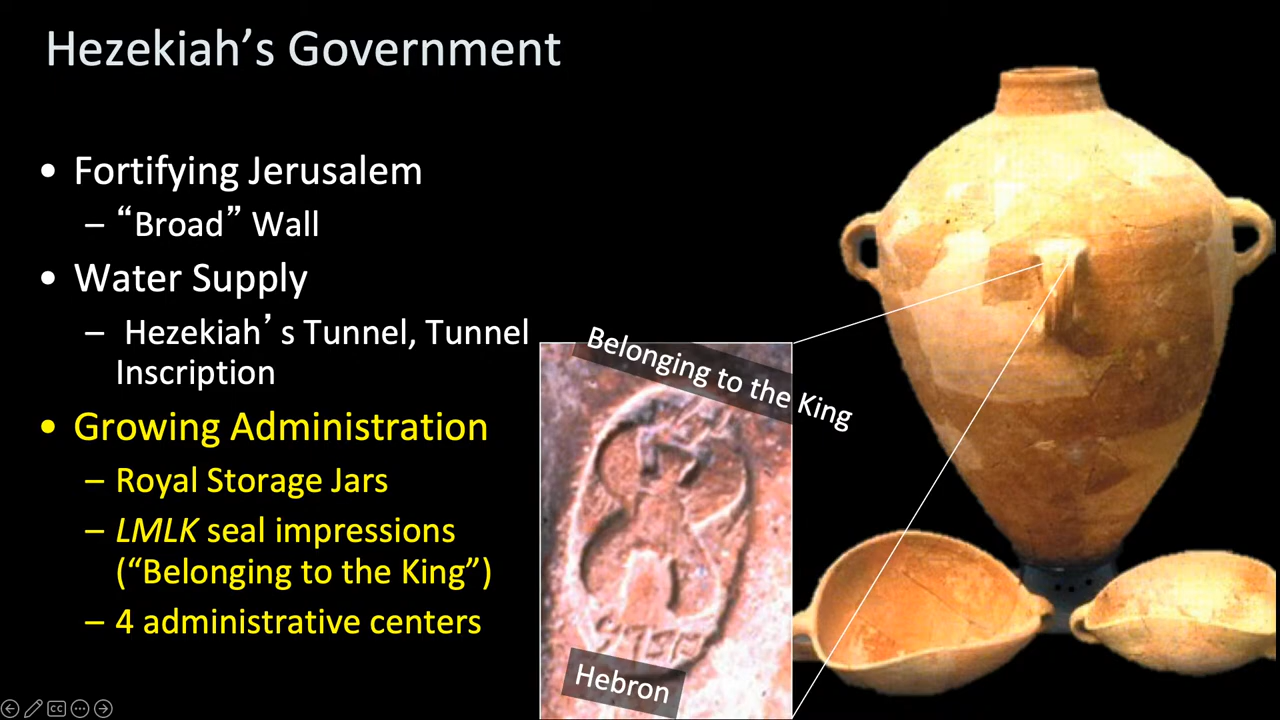 Hezekiah’s Government
• Fortifying Jerusalem
– “Broad” Wall
• Water Supply
– Hezekiah’ s Tunnel, Tunnel
Inscription
• Growing Administration
– Royal Storage Jars
– LMLK seal impressions
(“Belonging to the King”)
– 4 administrative centers
Belonging to the King
Hebron
CC